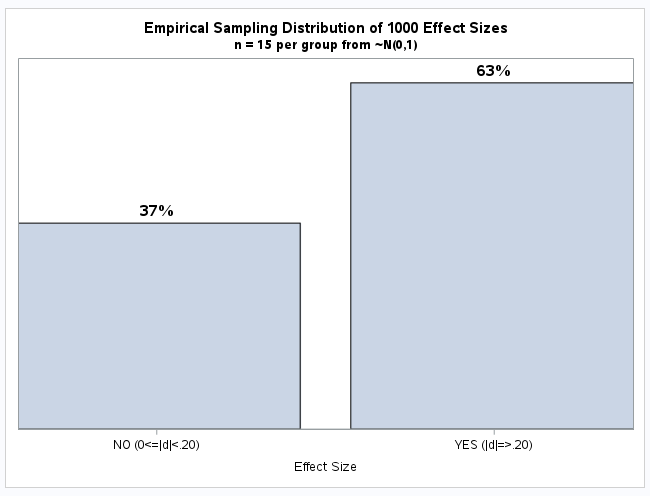 Empirical Sampling Distribution of 1000 Effect Sizes
n = 15 per group from ~N(0,1)
63%
37%
NO (0<=|d|<.20)
YES (|d|=>.20)
Effect Size